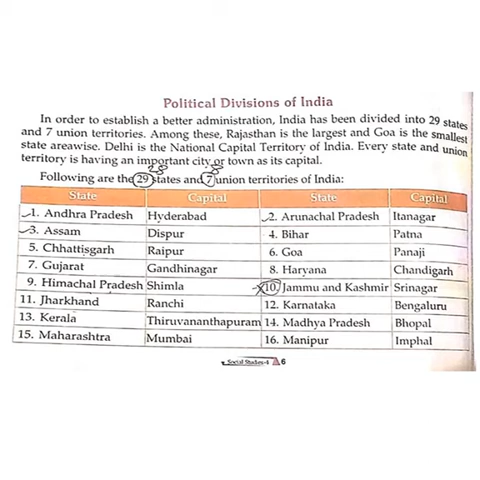 Political Divisions of India
In order to establish a better administration, India has been divided into 29 states
and 7 union territories. Among these, Rajasthan is the largest and Goa is the smallest
state areawise. Delhi is the National Capital Territory of India. Every state and union
territory is having an important city or town as its capital.
28 8
Following are the 29 states and 7 union territories of India:
State Capital State Capital
1. Andhra Pradesh Hyderabad 2. Arunachal Pradesh Itanagar
3. Assam Dispur 4. Bihar Patna
5. Chhattisgarh Raipur 6. Goa Panaji
7. Gujarat Gandhinagar 8. Haryana Chandigarh
9. Himachal Pradesh Shimla 10. Jammu and Kashmir Srinagar
11. Jharkhand Ranchi 12. Karnataka Bengaluru
13. Kerala Thiruvananthapuram 14. Madhya Pradesh Bhopal
15. Maharashtra Mumbai 16. Manipur Imphal
Social Studies-4 6